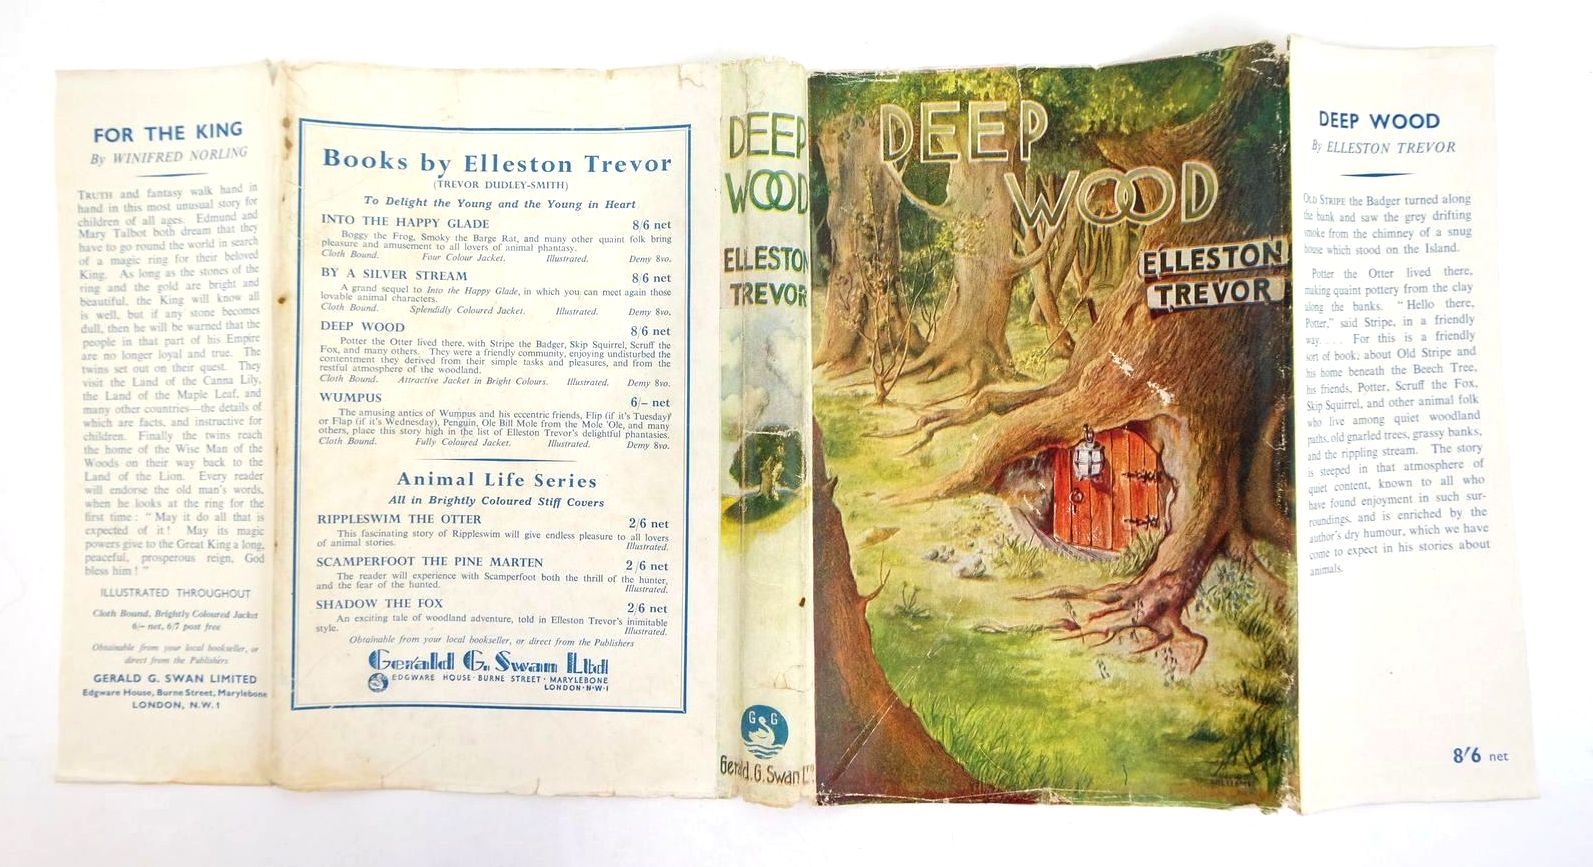 FOR THE KING
By WINIFRED NORLING
TRUTH and fantasy walk hand in
hand in this most unusual story for
children of all ages. Edmund and
Mary Talbot both dream that they
have to go round the world in search
of a magic ring for their beloved
King. As long as the stones of the
ring and the gold are bright and
beautiful, the King will know all
is well, but if any stone becomes
dull, then he will be warned that the
people in that part of his Empire
are no longer loyal and true. The
twins set out on their quest. They
visit the Land of the Canna Lily,
the Land of the Maple Leaf, and
many other countries—the details of
which are facts, and instructive for
children. Finally the twins reach
the home of the Wise Man of the
Woods on their way back to the
Land of the Lion. Every reader
will endorse the old man's words,
when he looks at the ring for the
first time: "May it do all that is
expected of it! May its magic
powers give to the Great King a long,
peaceful, prosperous reign, God
bless him!"
ILLUSTRATED THROUGHOUT
Cloth Bound, Brightly Coloured Jacket
6/– net, 6/7 post free
Obtainable from your local bookseller, or
direct from the Publishers
GERALD G. SWAN LIMITED
Edgware House, Burne Street, Marylebone
LONDON, N.W.1
Books by Elleston Trevor
(TREVOR DUDLEY-SMITH)
To Delight the Young and the Young in Heart
INTO THE HAPPY GLADE 8/6 net
Boggy the Frog, Smoky the Barge Rat, and many other quaint folk bring
pleasure and amusement to all lovers of animal phantasy.
Cloth Bound. Four Colour Jacket. Illustrated. Demy 8vo.
BY A SILVER STREAM 8/6 net
A grand sequel to Into the Happy Glade, in which you can meet again those
lovable animal characters.
Cloth Bound. Splendidly Coloured Jacket. Illustrated. Demy 8vo.
DEEP WOOD 8/6 net
Potter the Otter lived there, with Stripe the Badger, Skip Squirrel, Scruff the
Fox, and many others. They were a friendly community, enjoying undisturbed the
contentment they derived from their simple tasks and pleasures, and from the
restful atmosphere of the woodland.
Cloth Bound. Attractive Jacket in Bright Colours. Illustrated. Demy 8vo.
WUMPUS 6/– net
The amusing antics of Wumpus and his eccentric friends, Flip (if it's Tuesday)
or Flap (if it's Wednesday), Penguin, Ole Bill Mole from the Mole 'Ole, and many
others, place this story high in the list of Elleston Trevor's delightful phantasies.
Cloth Bound. Fully Coloured Jacket. Illustrated. Demy 8vo.
Animal Life Series
All in Brightly Coloured Stiff Covers
RIPPLESWIM THE OTTER 2/6 net
This fascinating story of Rippleswim will give endless pleasure to all lovers
of animal stories. Illustrated.
SCAMPERFOOT THE PINE MARTEN 2/6 net
The reader will experience with Scamperfoot both the thrill of the hunter,
and the fear of the hunted. Illustrated.
SHADOW THE FOX 2/6 net
An exciting tale of woodland adventure, told in Elleston Trevor's inimitable
style. Illustrated.
Obtainable from your local bookseller, or direct from the Publishers
Gerald G. Swan Ltd
EDGWARE HOUSE · BURNE STREET · MARYLEBONE
LONDON · N·W·1
DEEP
WOOD
ELLESTON
TREVOR
G G
Gerald. G. Swan Ltd
DEEP
WOOD
ELLESTON
TREVOR
DEEP WOOD
By ELLESTON TREVOR
OLD STRIPE the Badger turned along
the bank and saw the grey drifting
smoke from the chimney of a snug
house which stood on the Island.
Potter the Otter lived there,
making quaint pottery from the clay
along the banks. "Hello there,
Potter," said Stripe, in a friendly
way. . . . For this is a friendly
sort of book; about Old Stripe and
his home beneath the Beech Tree,
his friends, Potter, Scruff the Fox,
Skip Squirrel, and other animal folk
who live among quiet woodland
paths, old gnarled trees, grassy banks,
and the rippling stream. The story
is steeped in that atmosphere of
quiet content, known to all who
have found enjoyment in such sur-
roundings, and is enriched by the
author's dry humour, which we have
come to expect in his stories about
animals.
8/6 net